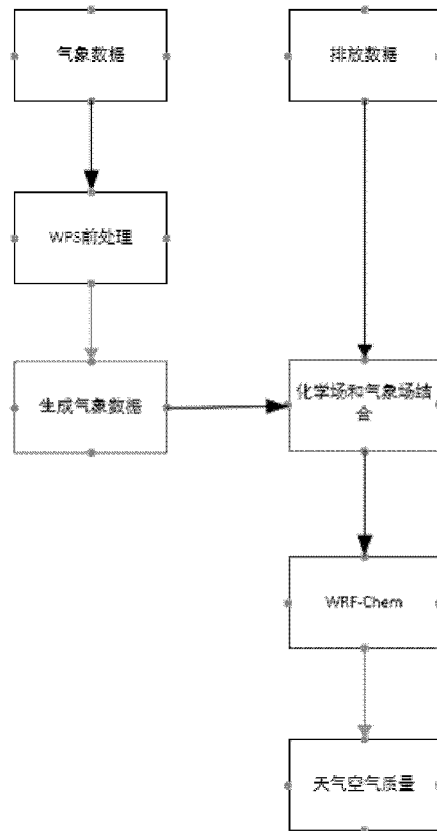 气象数据
排放数据
WPS前处理
生成气象数据
化学场和气象场结
合
WRF-Chem
天气空气质量